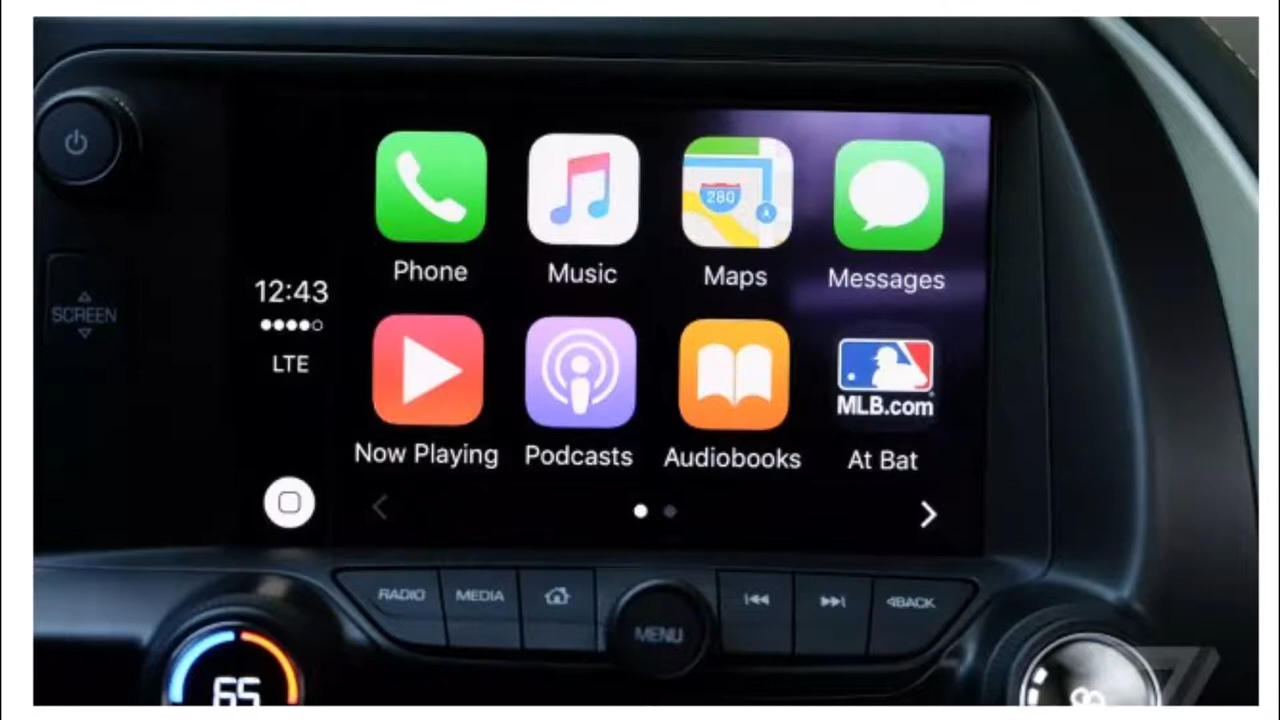 Phone
Music
Maps
280
Messages
SCREEN
12:43
LTE
Now Playing
Podcasts
Audiobooks
MLB.com
At Bat
RADIO
MEDIA
MENU
BACK
65